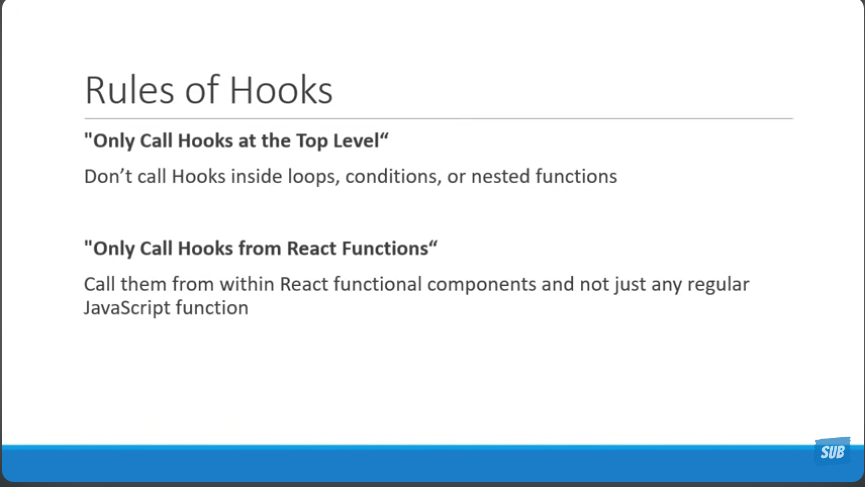 Rules of Hooks
"Only Call Hooks at the Top Level“
Don’t call Hooks inside loops, conditions, or nested functions
"Only Call Hooks from React Functions“
Call them from within React functional components and not just any regular
JavaScript function
SUB